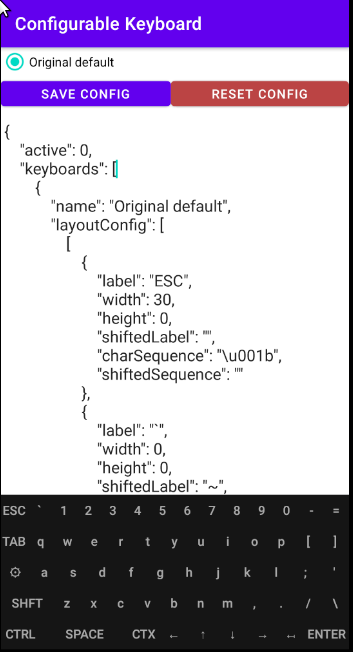 Configurable Keyboard
Original default
SAVE CONFIG RESET CONFIG
{
"active": 0,
"keyboards": [
{
"name": "Original default",
"layoutConfig": [
[
{
"label": "ESC",
"width": 30,
"height": 0,
"shiftedLabel": "",
"charSequence": "\u001b",
"shiftedSequence": ""
},
{
"label": "`",
"width": 0,
"height": 0,
"shiftedLabel": "~",
ESC ` 1 2 3 4 5 6 7 8 9 0 - =
TAB q w e r t y u i o p [ ]
a s d f g h j k l ; '
SHFT z x c v b n m , . / \
CTRL SPACE CTX ← ↑ ↓ → ↔ ENTER